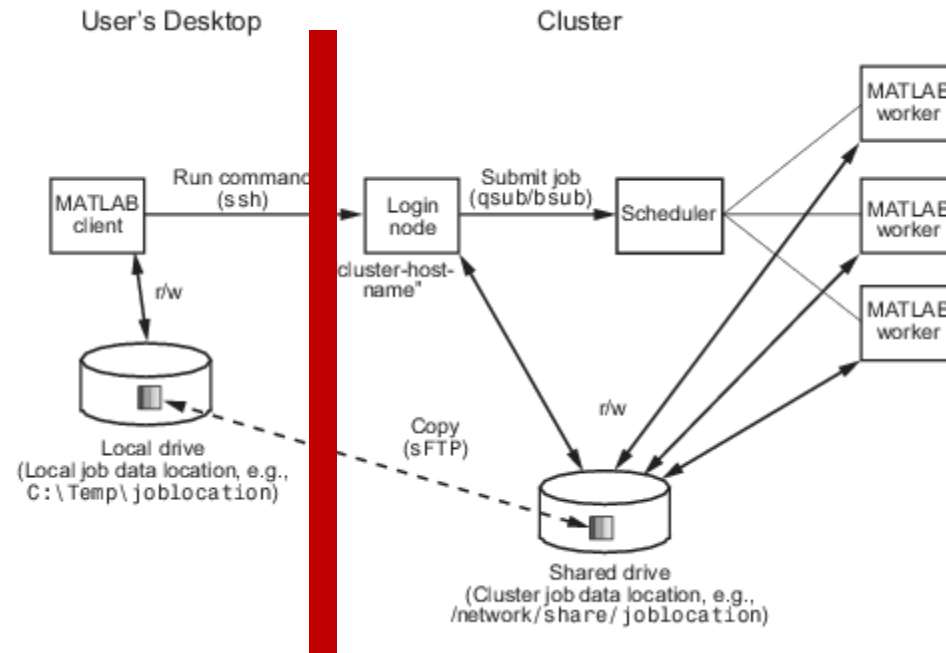 User's Desktop
Cluster
MATLAB
worker
Run command
(ssh)
Submit job
(qsub/bsub)
MATLAB
client
Login
node
Scheduler
MATLAB
worker
cluster-host-
name"
r/w
MATLAB
worker
r/w
Copy
(sFTP)
Local drive
(Local job data location, e.g.,
C:\Temp\joblocation)
Shared drive
(Cluster job data location, e.g.,
/network/share/joblocation)